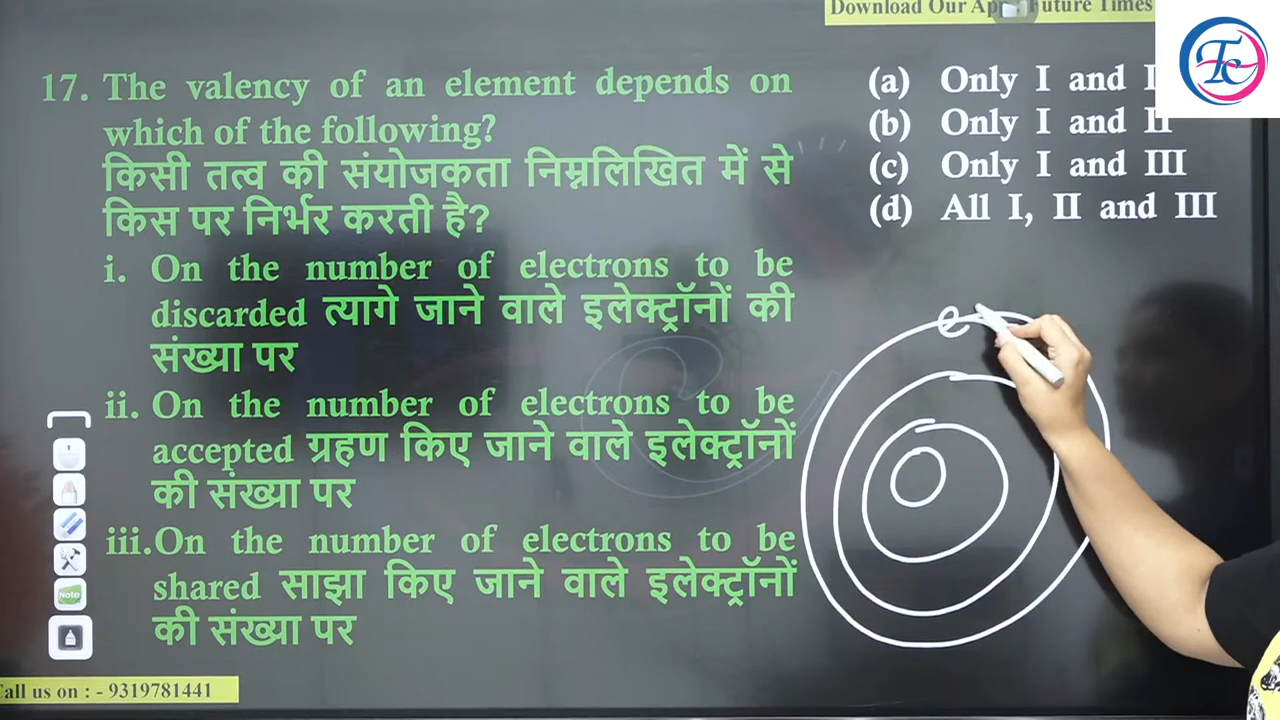 Download Our App Future Times
17. The valency of an element depends on
which of the following?
किसी तत्व की संयोजकता निम्नलिखित में से
किस पर निर्भर करती है?
i. On the number of electrons to be
discarded त्यागे जाने वाले इलेक्ट्रॉनों की
संख्या पर
ii. On the number of electrons to be
accepted ग्रहण किए जाने वाले इलेक्ट्रॉनों
की संख्या पर
iii.On the number of electrons to be
shared साझा किए जाने वाले इलेक्ट्रॉनों
की संख्या पर
(a) Only I and
(b) Only I and II
(c) Only I and III
(d) All I, II and III
e
Note
Call us on : - 9319781441